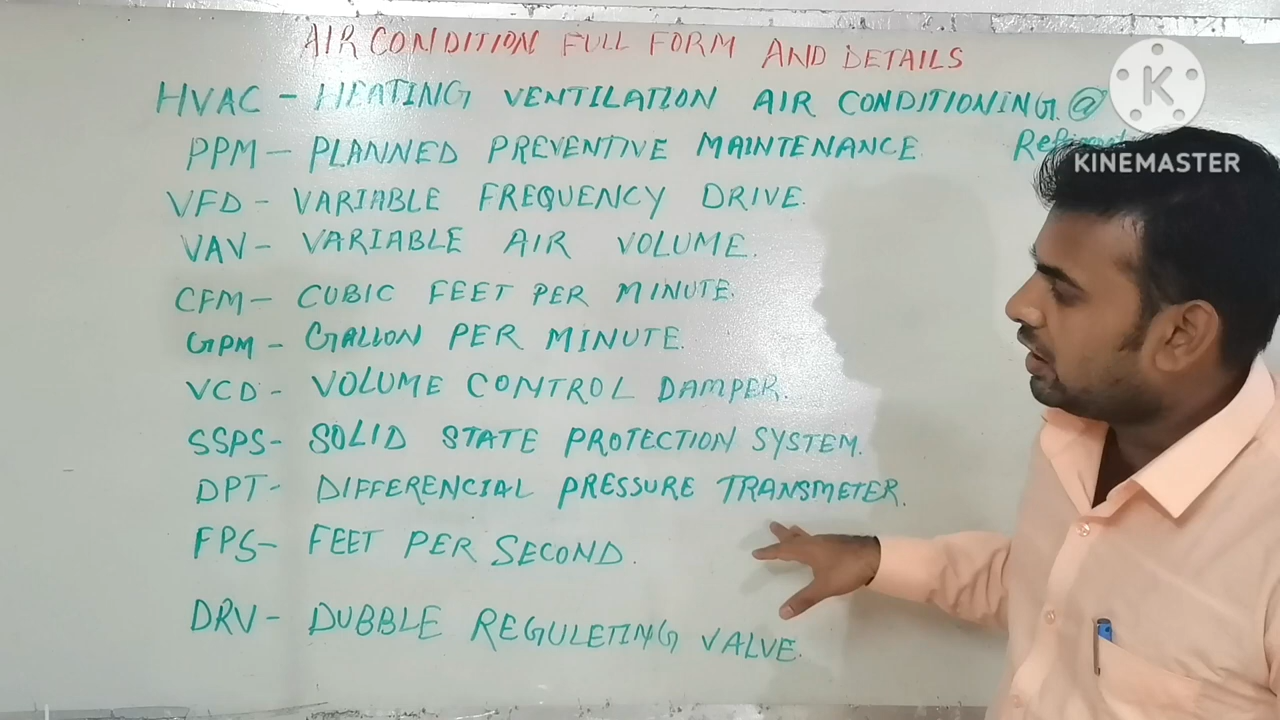 AIR CONDITION FULL FORM AND DETAILS
HVAC - HEATING VENTILATION AIR CONDITIONING. @
PPM - PLANNED PREVENTIVE MAINTENANCE.
KINEMASTER
VFD - VARIABLE FREQUENCY DRIVE.
VAV - VARIABLE AIR VOLUME.
CFM - CUBIC FEET PER MINUTE.
GPM - GALLON PER MINUTE.
VCD - VOLUME CONTROL DAMPER.
SSPS - SOLID STATE PROTECTION SYSTEM.
DPT - DIFFERENCIAL PRESSURE TRANSMETER.
FPS - FEET PER SECOND.
DRV - DUBBLE REGULETING VALVE.